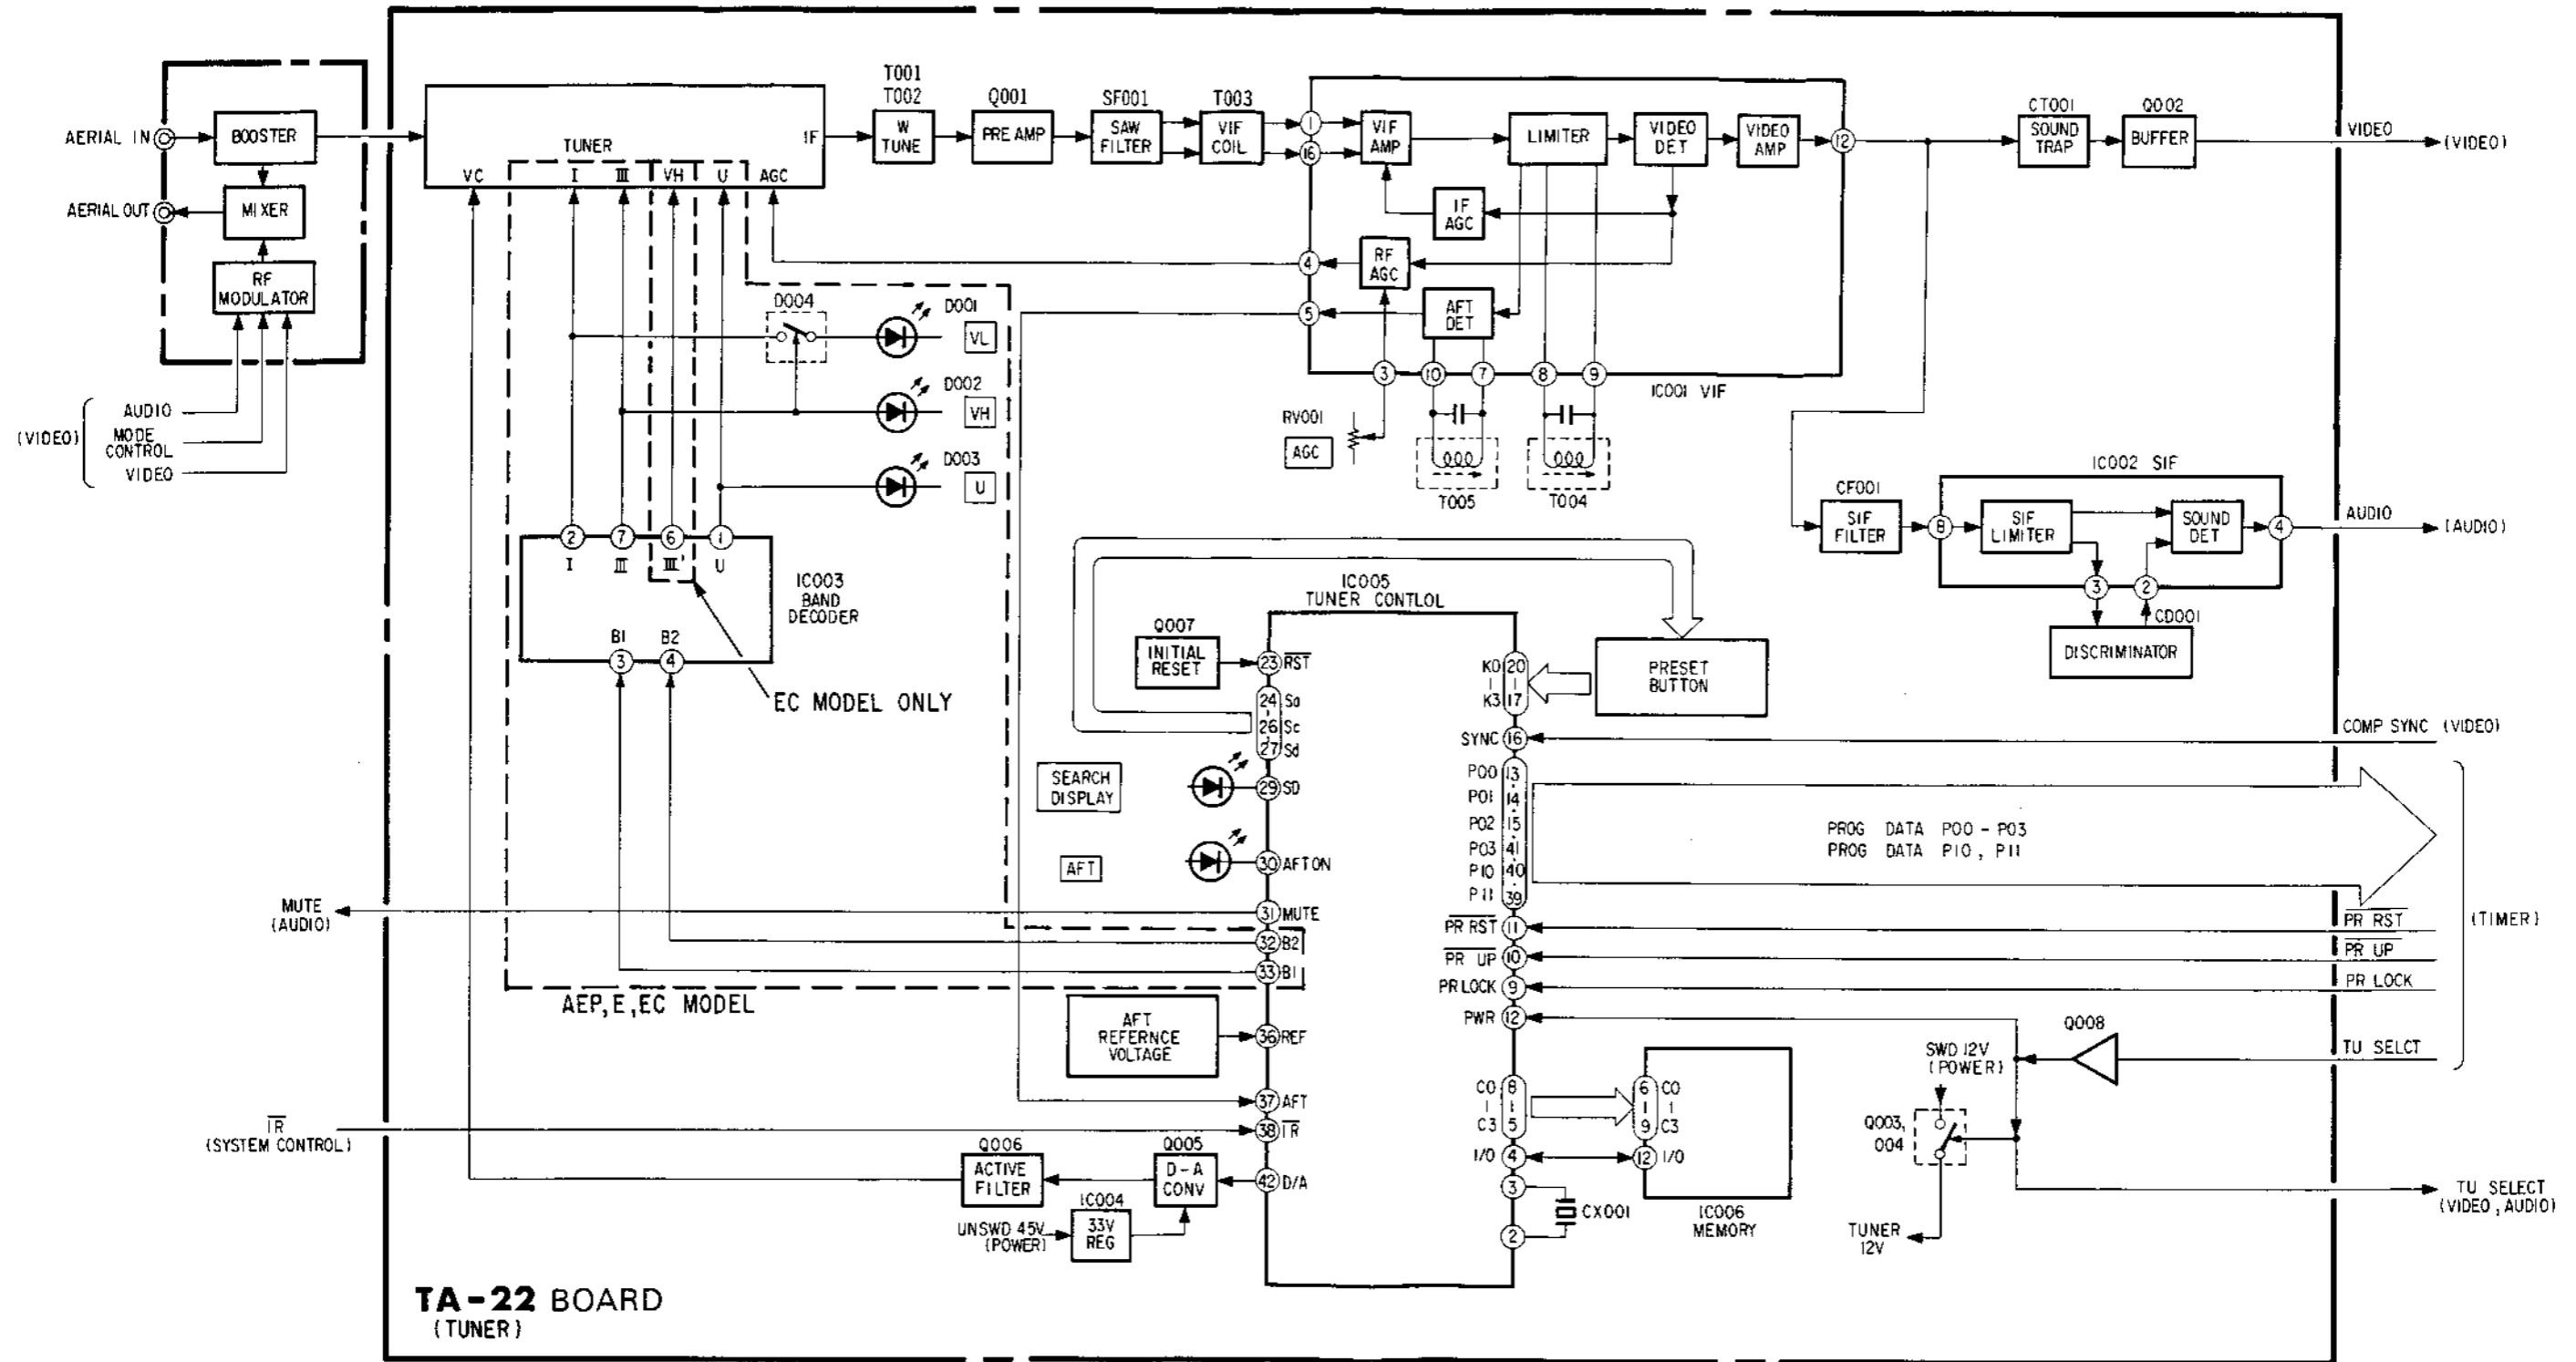 AERIAL IN
BOOSTER
MIXER
AERIAL OUT
RF
MODULATOR
(VIDEO)
AUDIO
MODE
CONTROL
VIDEO
TUNER
IF
VC
I
III
VH
U
AGC
T001
T002
W
TUNE
Q001
PRE AMP
SF001
SAW
FILTER
T003
VIF
COIL
1
16
VIF
AMP
LIMITER
VIDEO
DET
VIDEO
AMP
12
IF
AGC
4
RF
AGC
5
AFT
DET
3
10
7
8
9
IC001 VIF
RV001
AGC
T005
T004
CT001
SOUND
TRAP
Q002
BUFFER
VIDEO
(VIDEO)
D004
D001
VL
D002
VH
D003
U
2
7
6
1
I
III
III'
U
IC003
BAND
DECODER
B1
B2
3
4
EC MODEL ONLY
AEP,E,EC MODEL
CF001
SIF
FILTER
IC002 SIF
8
SIF
LIMITER
SOUND
DET
4
AUDIO
(AUDIO)
3
2
CD001
DISCRIMINATOR
IC005
TUNER CONTLOL
Q007
INITIAL
RESET
23 RST
24 Sa
26 Sc
27 Sd
SEARCH
DISPLAY
29 SD
AFT
30 AFT ON
MUTE
(AUDIO)
31 MUTE
32 B2
33 B1
AFT
REFERNCE
VOLTAGE
36 REF
37 AFT
IR
(SYSTEM CONTROL)
38 IR
Q006
ACTIVE
FILTER
Q005
D-A
CONV
42 D/A
IC004
33V
REG
UNSWD 45V
(POWER)
K0 20
K3 17
PRESET
BUTTON
SYNC 16
COMP SYNC (VIDEO)
P00 13
P01 14
P02 15
P03 41
P10 40
P11 39
PROG DATA P00 - P03
PROG DATA P10, P11
PR RST 11
PR RST
PR UP 10
PR UP
PR LOCK 9
PR LOCK
(TIMER)
PWR 12
Q008
TU SELCT
SWD 12V
(POWER)
Q003,
004
TUNER
12V
TU SELECT
(VIDEO, AUDIO)
C0 8
C3 5
I/O 4
3
2
CX001
6 C0
9 C3
12 I/O
IC006
MEMORY
TA-22 BOARD
(TUNER)